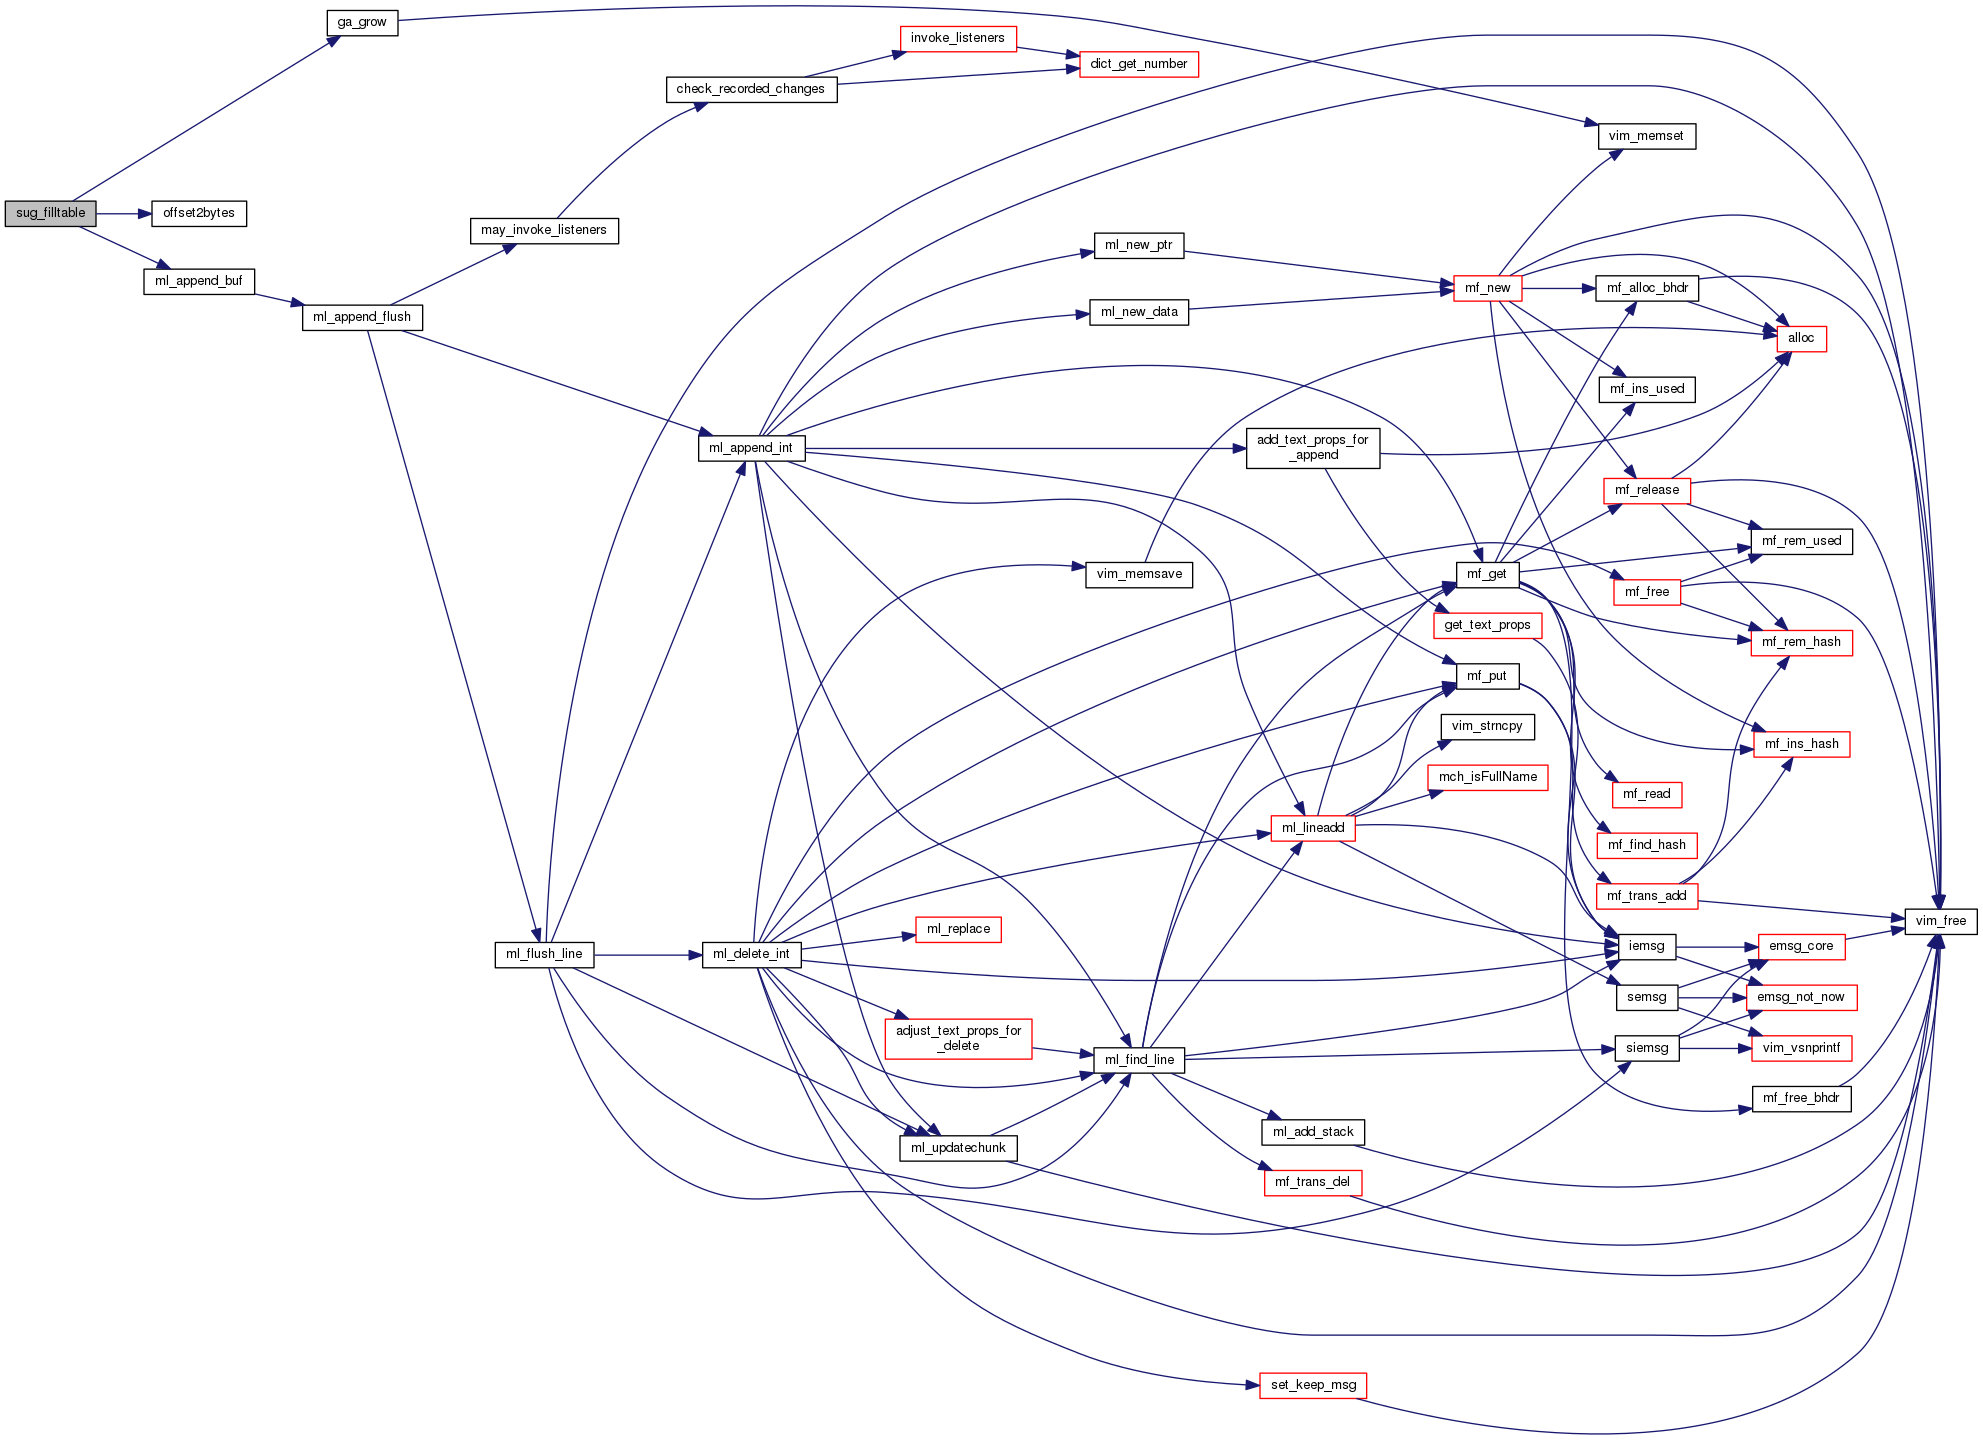 ga_grow
invoke_listeners
dict_get_number
check_recorded_changes
vim_memset
sug_filltable
offset2bytes
may_invoke_listeners
ml_new_ptr
ml_append_buf
mf_new
mf_alloc_bhdr
ml_append_flush
ml_new_data
alloc
mf_ins_used
ml_append_int
add_text_props_for
_append
mf_release
mf_rem_used
vim_memsave
mf_get
mf_free
get_text_props
mf_rem_hash
mf_put
vim_strncpy
mf_ins_hash
mch_isFullName
mf_read
ml_lineadd
mf_find_hash
mf_trans_add
vim_free
ml_replace
iemsg
emsg_core
ml_flush_line
ml_delete_int
semsg
emsg_not_now
adjust_text_props_for
_delete
siemsg
vim_vsnprintf
ml_find_line
mf_free_bhdr
ml_add_stack
ml_updatechunk
mf_trans_del
set_keep_msg